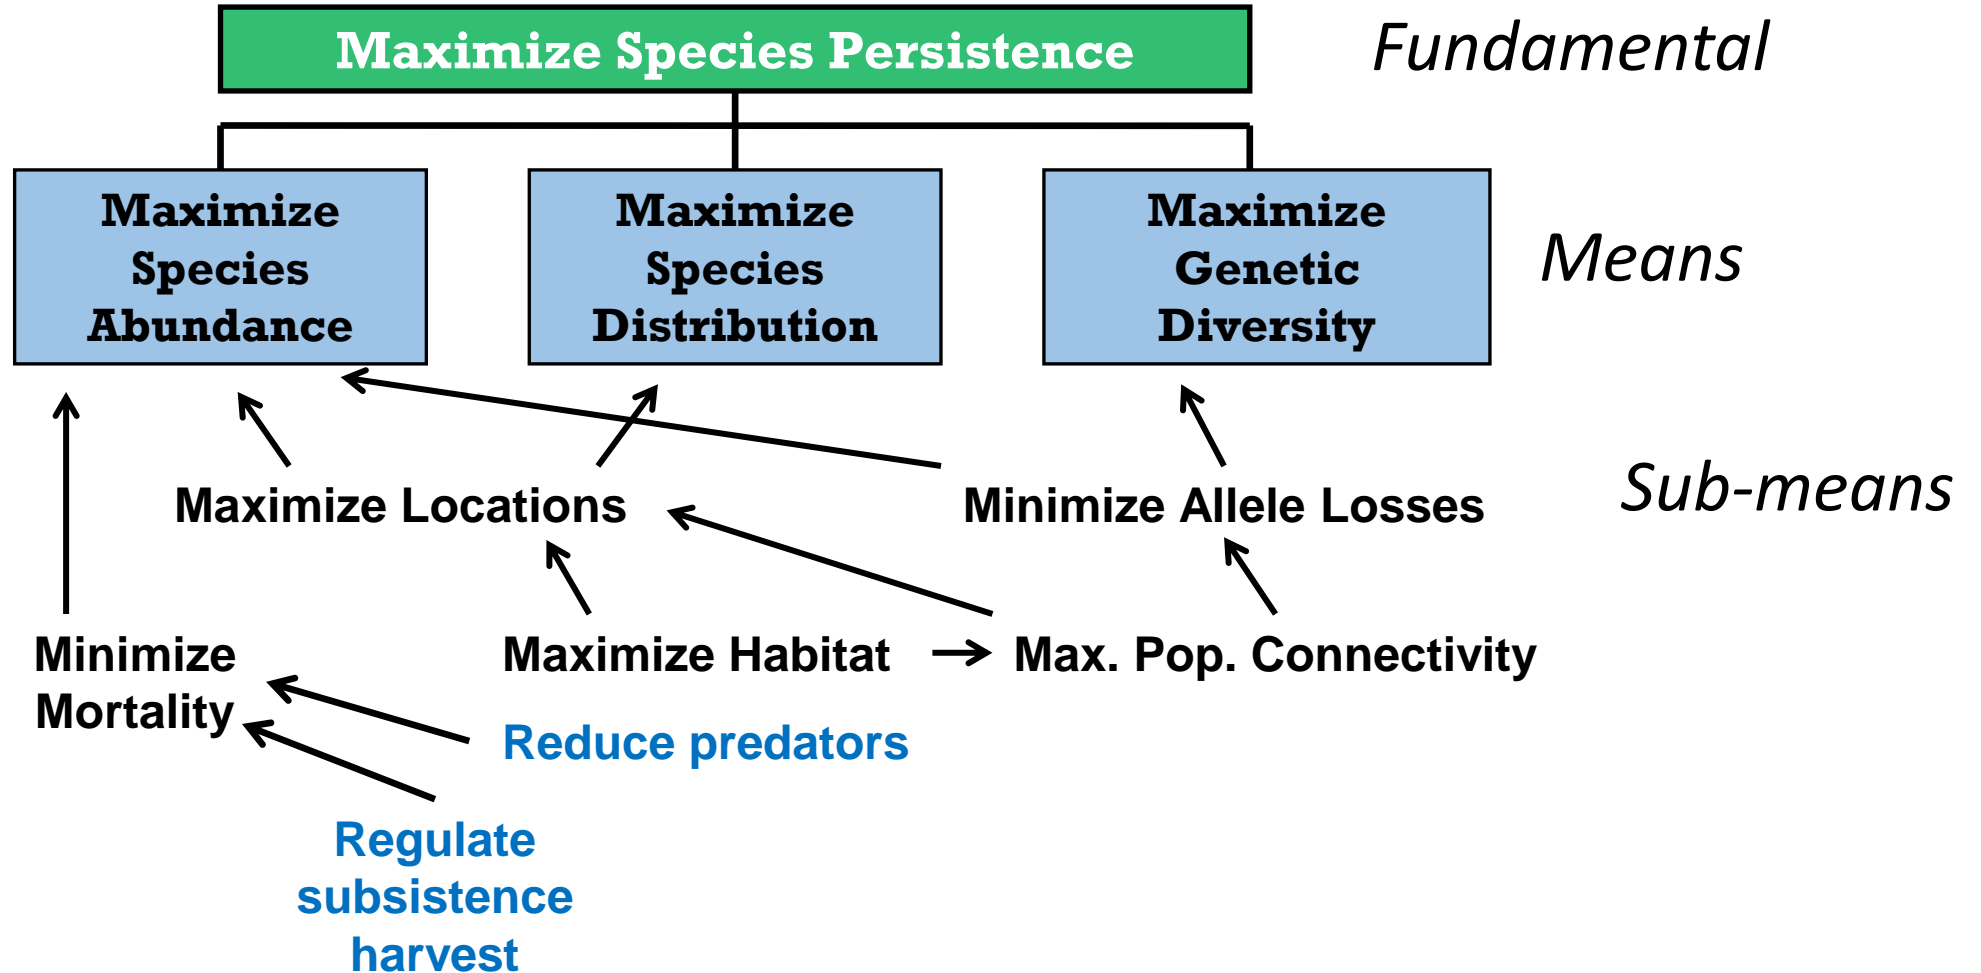 Maximize Species Persistence
Fundamental
Maximize
Species
Abundance
Maximize
Species
Distribution
Maximize
Genetic
Diversity
Means
Maximize Locations
Minimize Allele Losses
Sub-means
Minimize
Mortality
Maximize Habitat
Max. Pop. Connectivity
Reduce predators
Regulate
subsistence
harvest